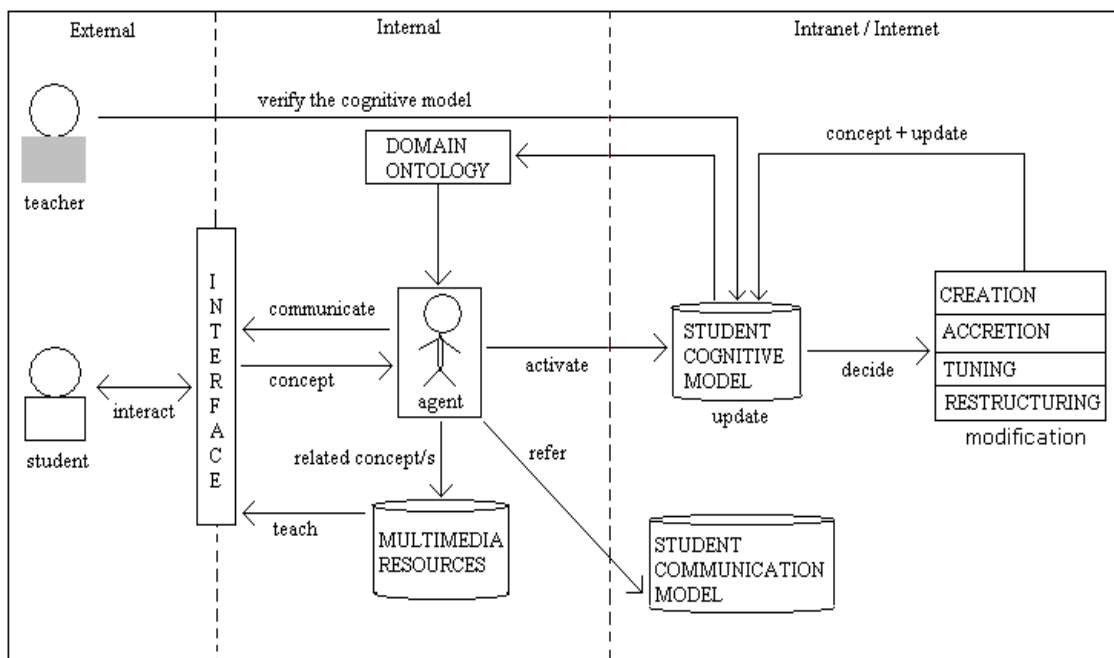 External
Internal
Intranet / Internet
verify the cognitive model
concept + update
DOMAIN
ONTOLOGY
teacher
I
N
T
E
R
F
A
C
E
communicate
concept
agent
activate
STUDENT
COGNITIVE
MODEL
update
decide
CREATION
ACCRETION
TUNING
RESTRUCTURING
modification
interact
student
related concept/s
refer
teach
MULTIMEDIA
RESOURCES
STUDENT
COMMUNICATION
MODEL